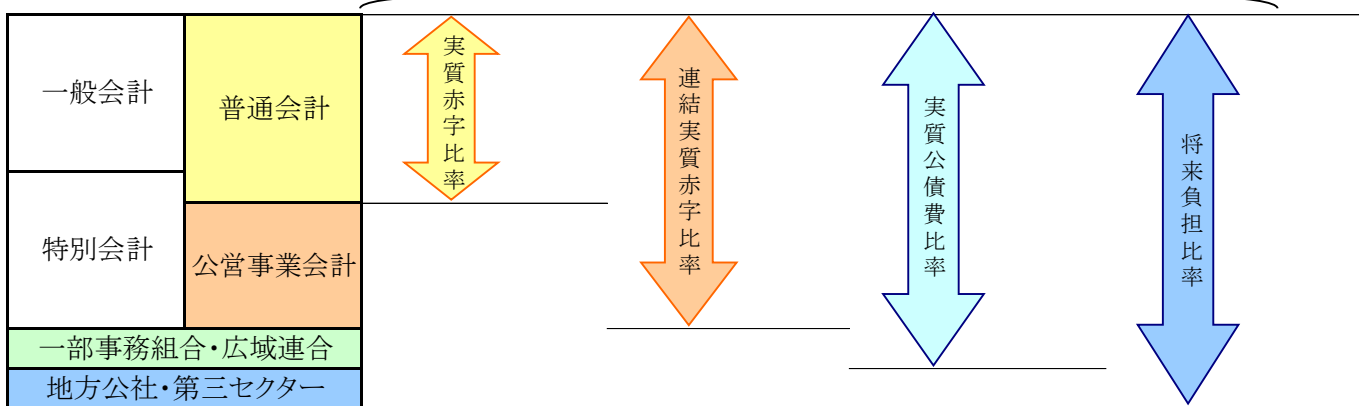 一般会計
普通会計
特別会計
公営事業会計
一部事務組合・広域連合
地方公社・第三セクター
実質赤字比率
連結実質赤字比率
実質公債費比率
将来負担比率